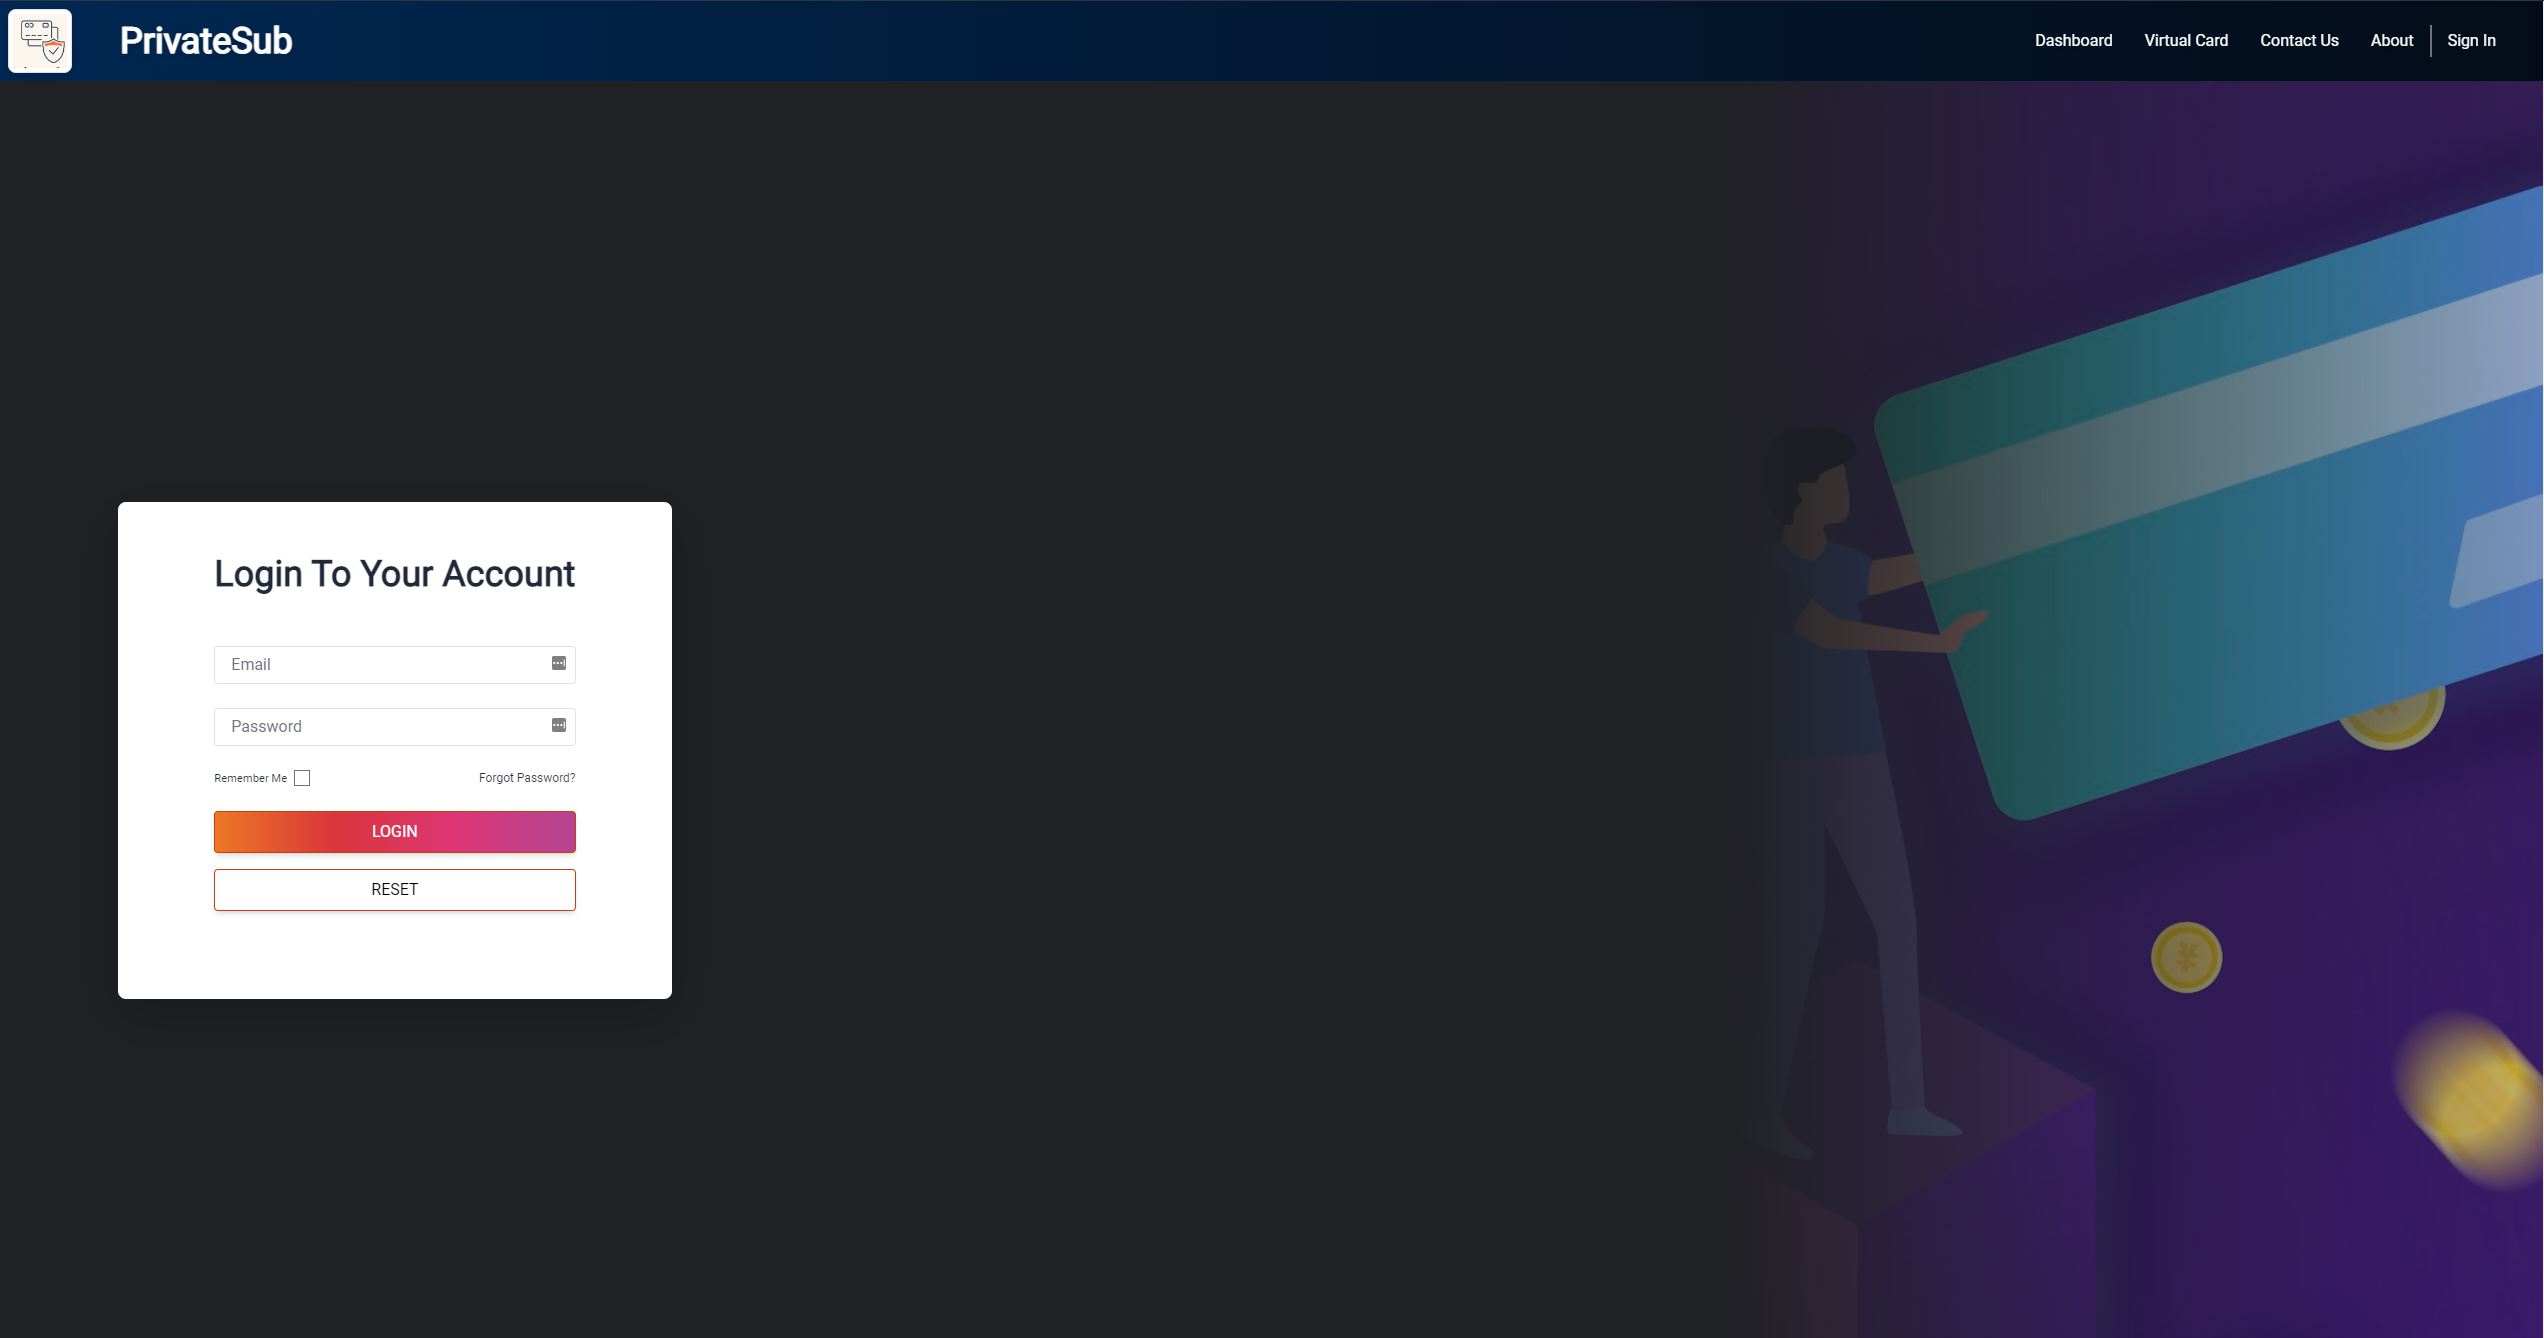 PrivateSub
Dashboard
Virtual Card
Contact Us
About
Sign In
Login To Your Account
Email
Password
Remember Me
Forgot Password?
LOGIN
RESET